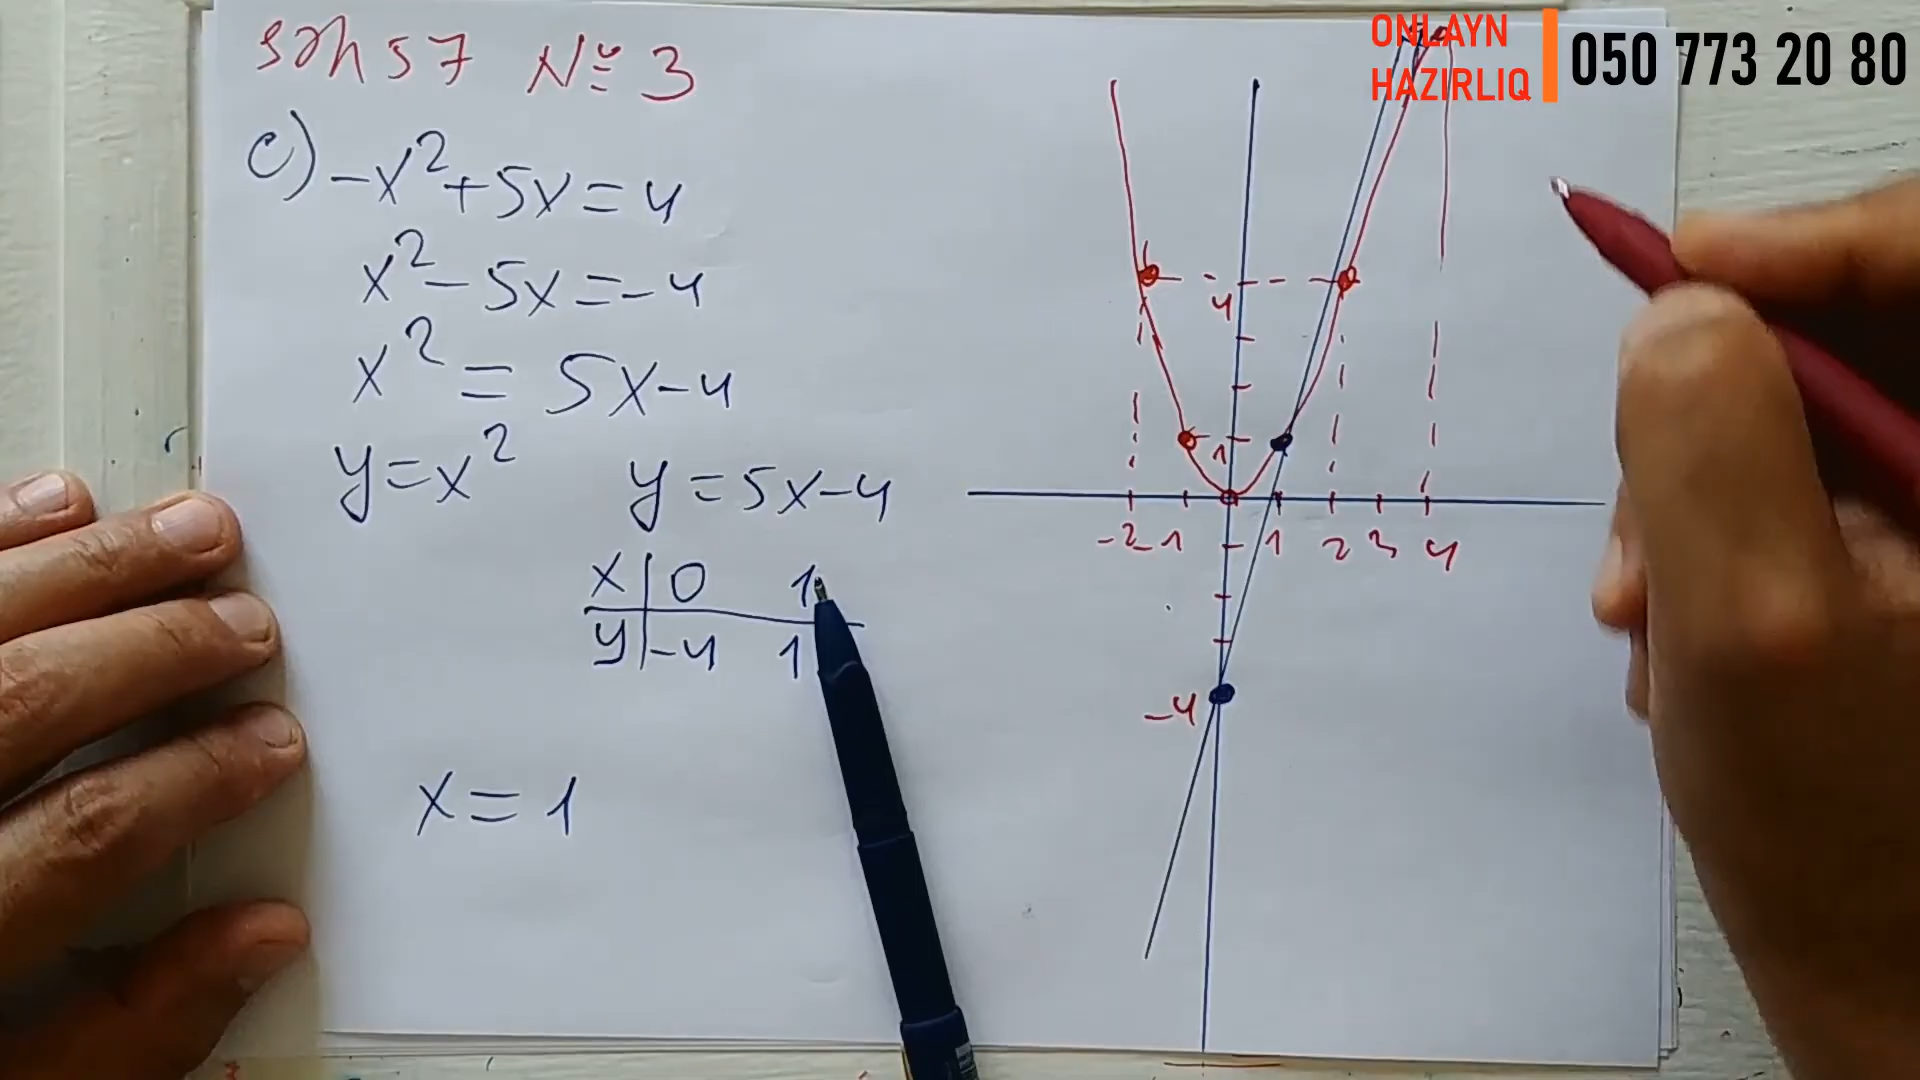 səh 57 № 3
c) -x²+5x=4
x²-5x=-4
x²=5x-4
y=x² y=5x-4
x | 0 1
y | -4 1
x=1
ONLAYN
HAZIRLIQ 050 773 20 80
4
1
-2 -1 1 2 3 4
-4